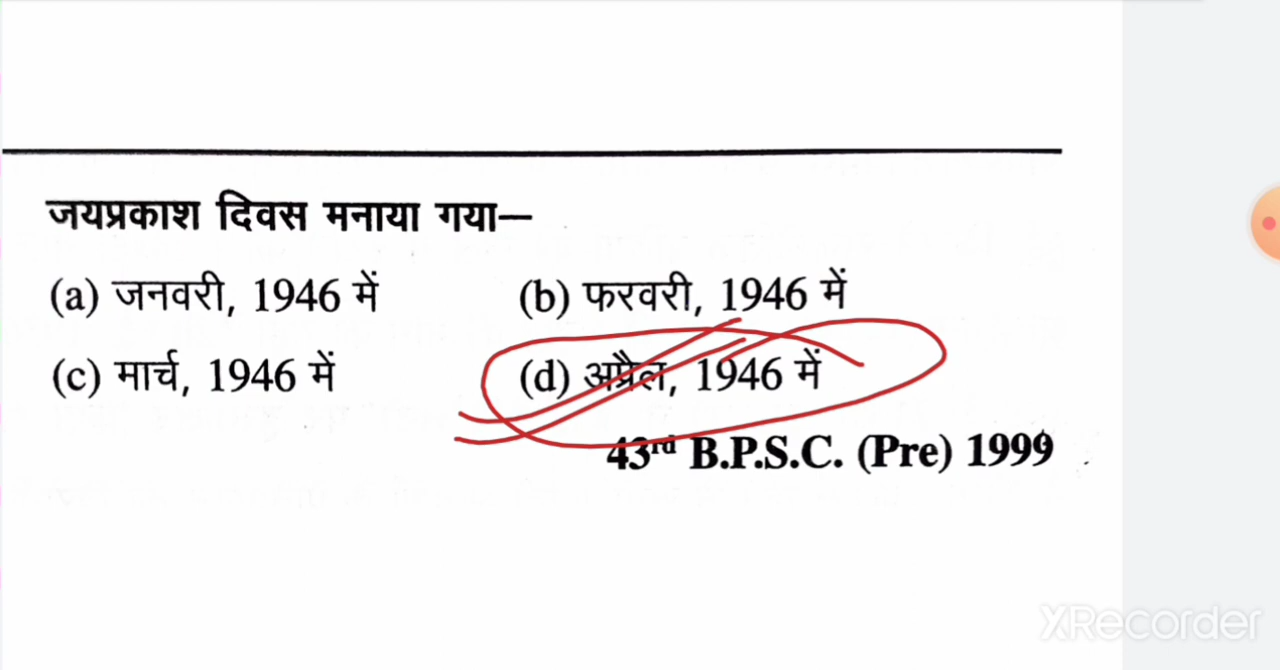 जयप्रकाश दिवस मनाया गया—
(a) जनवरी, 1946 में (b) फरवरी, 1946 में
(c) मार्च, 1946 में (d) अप्रैल, 1946 में
43rd B.P.S.C. (Pre) 1999
XRecorder